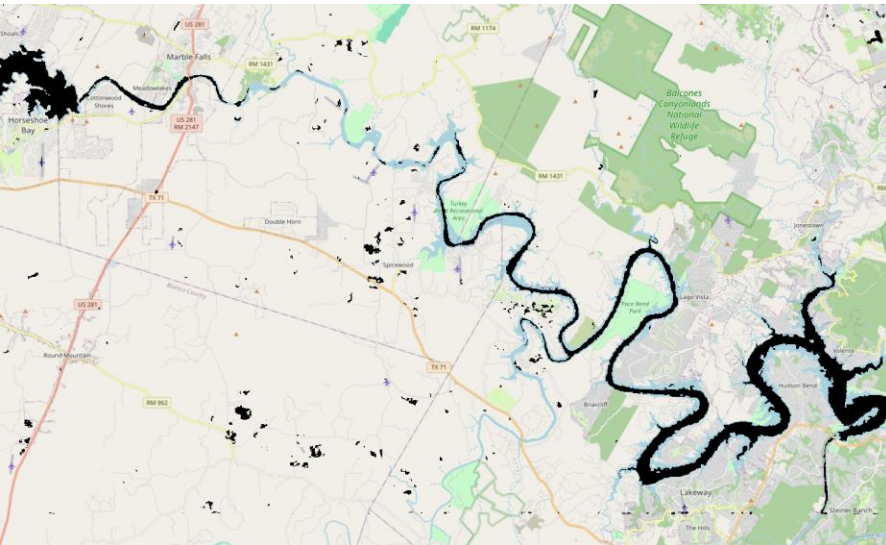 Shoals
US 281
RM 1174
Marble Falls
RM 1431
Meadowlakes
Cottonwood
Shores
Horseshoe
Bay
US 281
RM 2147
Balcones
Canyonlands
National
Wildlife
Refuge
RM 1431
TX 71
Turkey
Bend Recreational
Area
Double Horn
Jonestown
RM
Spicewood
Blanco County
US 281
Lago Vista
Pace Bend
Park
Round Mountain
Volente
TX 71
Hudson Bend
RM 962
Briarcliff
Lakeway
Steiner Ranch
The Hills